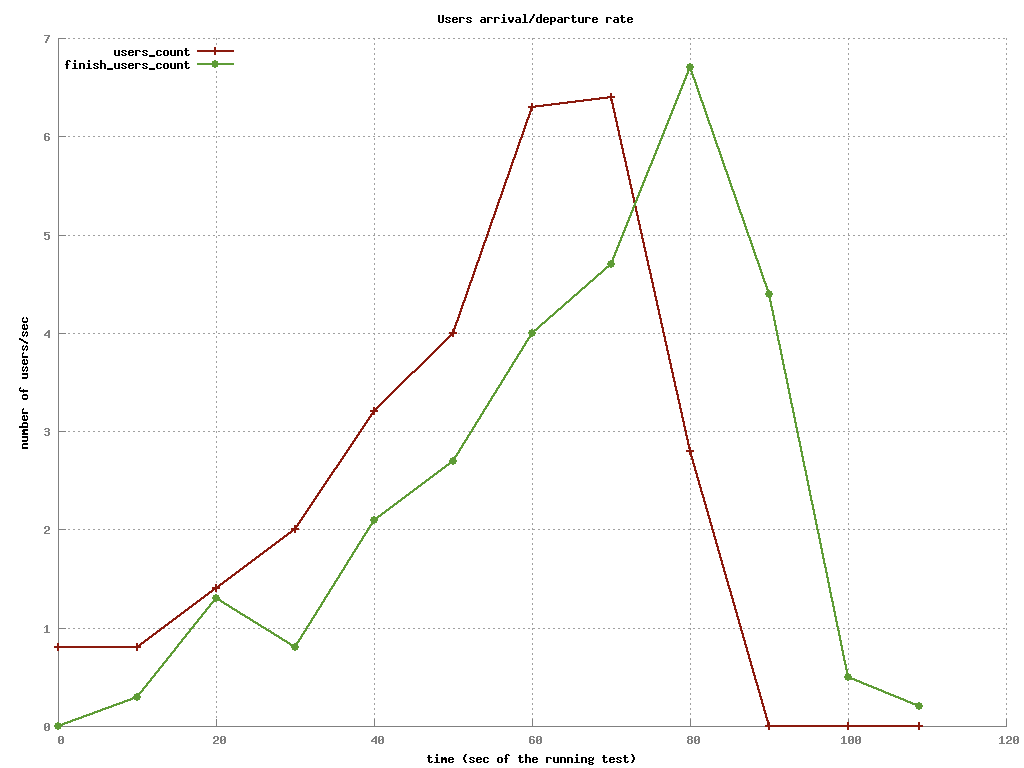 Users arrival/departure rate
7
users_count
finish_users_count
6
5
4
3
2
1
0
number of users/sec
0 20 40 60 80 100 120
time (sec of the running test)